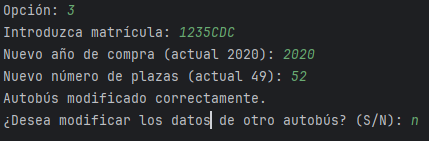 Opción: 3
Introduzca matrícula: 1235CDC
Nuevo año de compra (actual 2020): 2020
Nuevo número de plazas (actual 49): 52
Autobús modificado correctamente.
¿Desea modificar los datos de otro autobús? (S/N): n